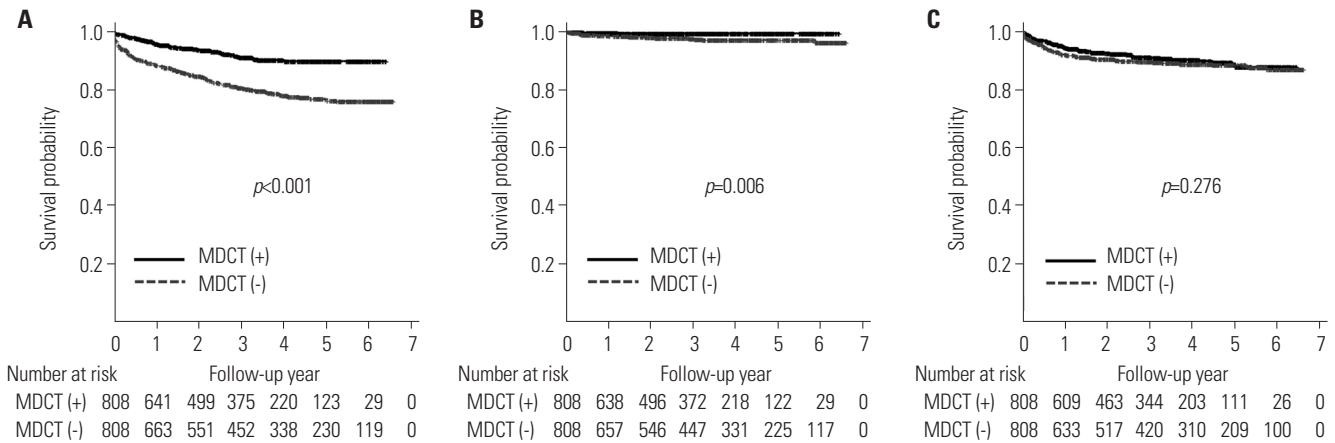 A
Survival probability
1.0
0.8
0.6
0.4
0.2
p<0.001
MDCT (+)
MDCT (-)
0 1 2 3 4 5 6 7
Number at risk Follow-up year
MDCT (+) 808 641 499 375 220 123 29 0
MDCT (-) 808 663 551 452 338 230 119 0
B
Survival probability
1.0
0.8
0.6
0.4
0.2
p=0.006
MDCT (+)
MDCT (-)
0 1 2 3 4 5 6 7
Number at risk Follow-up year
MDCT (+) 808 638 496 372 218 122 29 0
MDCT (-) 808 657 546 447 331 225 117 0
C
Survival probability
1.0
0.8
0.6
0.4
0.2
p=0.276
MDCT (+)
MDCT (-)
0 1 2 3 4 5 6 7
Number at risk Follow-up year
MDCT (+) 808 609 463 344 203 111 26 0
MDCT (-) 808 633 517 420 310 209 100 0